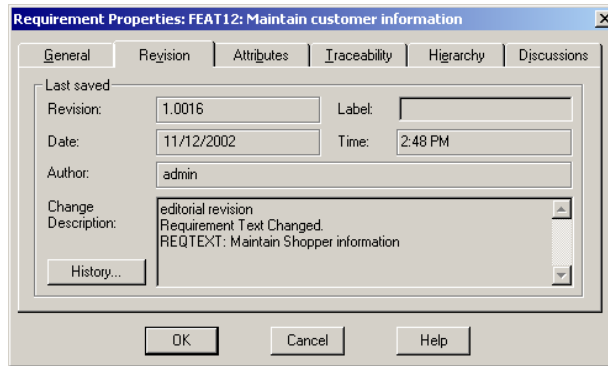 Requirement Properties: FEAT12: Maintain customer information
General Revision Attributes Traceability Hierarchy Discussions
Last saved
Revision: 1.0016 Label:
Date: 11/12/2002 Time: 2:48 PM
Author: admin
Change Description:
editorial revision
Requirement Text Changed.
REQTEXT: Maintain Shopper information
History...
OK Cancel Help